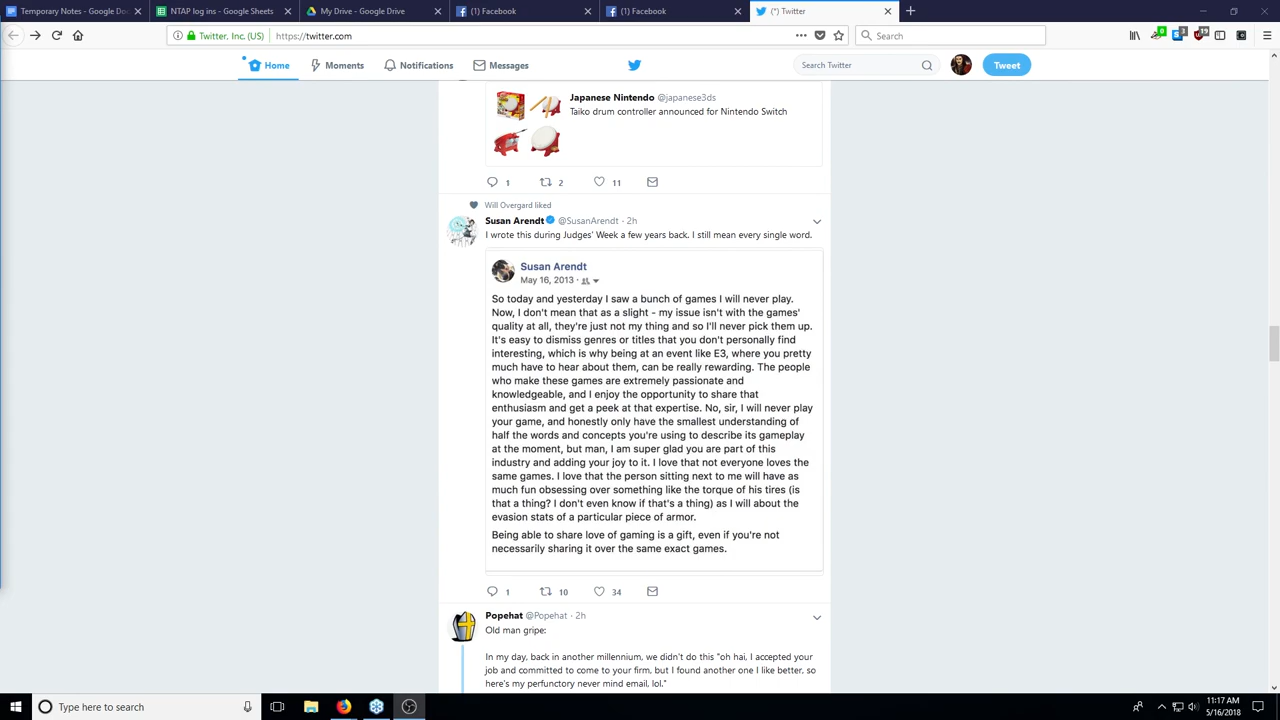 Temporary Notes - Google Do
NTAP log ins - Google Sheets
My Drive - Google Drive
(1) Facebook
(1) Facebook
(*) Twitter
Twitter, Inc. (US)
https://twitter.com
Search
Home
Moments
Notifications
Messages
Search Twitter
Tweet
Japanese Nintendo @japanese3ds
Taiko drum controller announced for Nintendo Switch
1 2 11
Will Overgard liked
Susan Arendt @SusanArendt · 2h
I wrote this during Judges' Week a few years back. I still mean every single word.
Susan Arendt
May 16, 2013 ·
So today and yesterday I saw a bunch of games I will never play.
Now, I don't mean that as a slight - my issue isn't with the games'
quality at all, they're just not my thing and so I'll never pick them up.
It's easy to dismiss genres or titles that you don't personally find
interesting, which is why being at an event like E3, where you pretty
much have to hear about them, can be really rewarding. The people
who make these games are extremely passionate and
knowledgeable, and I enjoy the opportunity to share that
enthusiasm and get a peek at that expertise. No, sir, I will never play
your game, and honestly only have the smallest understanding of
half the words and concepts you're using to describe its gameplay
at the moment, but man, I am super glad you are part of this
industry and adding your joy to it. I love that not everyone loves the
same games. I love that the person sitting next to me will have as
much fun obsessing over something like the torque of his tires (is
that a thing? I don't even know if that's a thing) as I will about the
evasion stats of a particular piece of armor.
Being able to share love of gaming is a gift, even if you're not
necessarily sharing it over the same exact games.
1 10 34
Popehat @Popehat · 2h
Old man gripe:
In my day, back in another millennium, we didn't do this "oh hai, I accepted your
job and committed to come to your firm, but I found another one I like better, so
here's my perfunctory never mind email, lol."
Type here to search
11:17 AM
5/16/2018